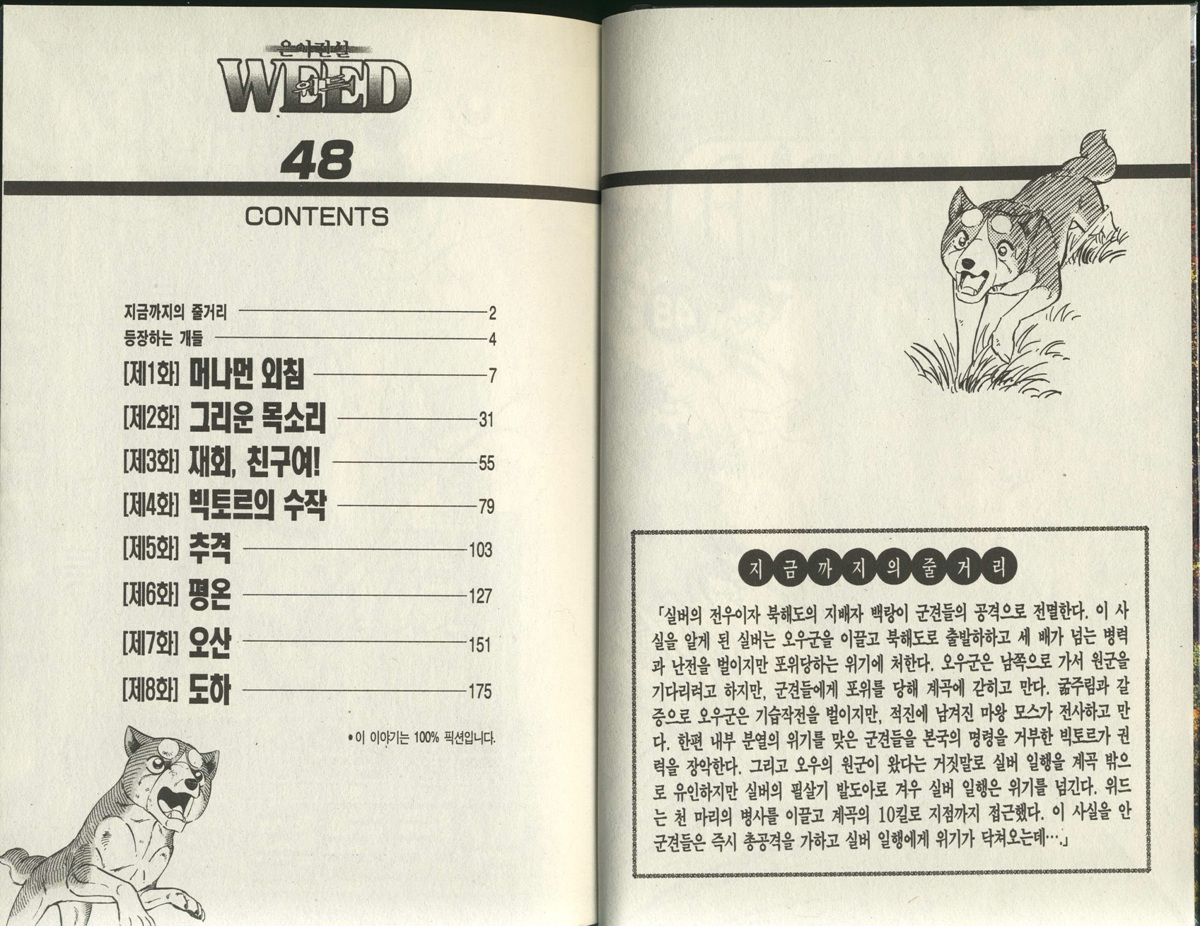 은아전설
WEED
위드
48
CONTENTS
지금까지의 줄거리 2
등장하는 개들 4
[제1화] 머나먼 외침 7
[제2화] 그리운 목소리 31
[제3화] 재회, 친구여! 55
[제4화] 빅토르의 수작 79
[제5화] 추격 103
[제6화] 평온 127
[제7화] 오산 151
[제8화] 도하 175
•이 이야기는 100% 픽션입니다.
지금까지의줄거리
「실버의 전우이자 북해도의 지배자 백랑이 군견들의 공격으로 전멸한다. 이 사
실을 알게 된 실버는 오우군을 이끌고 북해도로 출발하하고 세 배가 넘는 병력
과 난전을 벌이지만 포위당하는 위기에 처한다. 오우군은 남쪽으로 가서 원군을
기다리려고 하지만, 군견들에게 포위를 당해 계곡에 갇히고 만다. 굶주림과 갈
증으로 오우군은 기습작전을 벌이지만, 적진에 남겨진 마왕 모스가 전사하고 만
다. 한편 내부 분열의 위기를 맞은 군견들을 본국의 명령을 거부한 빅토르가 권
력을 장악한다. 그리고 오우의 원군이 왔다는 거짓말로 실버 일행을 계곡 밖으
로 유인하지만 실버의 필살기 발도아로 겨우 실버 일행은 위기를 넘긴다. 위드
는 천 마리의 병사를 이끌고 계곡의 10킬로 지점까지 접근했다. 이 사실을 안
군견들은 즉시 총공격을 가하고 실버 일행에게 위기가 닥쳐오는데….」